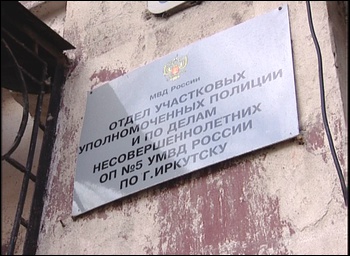 МВД России
ОТДЕЛ УЧАСТКОВЫХ
УПОЛНОМОЧЕННЫХ ПОЛИЦИИ
И ПО ДЕЛАМ
НЕСОВЕРШЕННОЛЕТНИХ
ОП №5 УМВД РОССИИ
ПО Г.ИРКУТСКУ